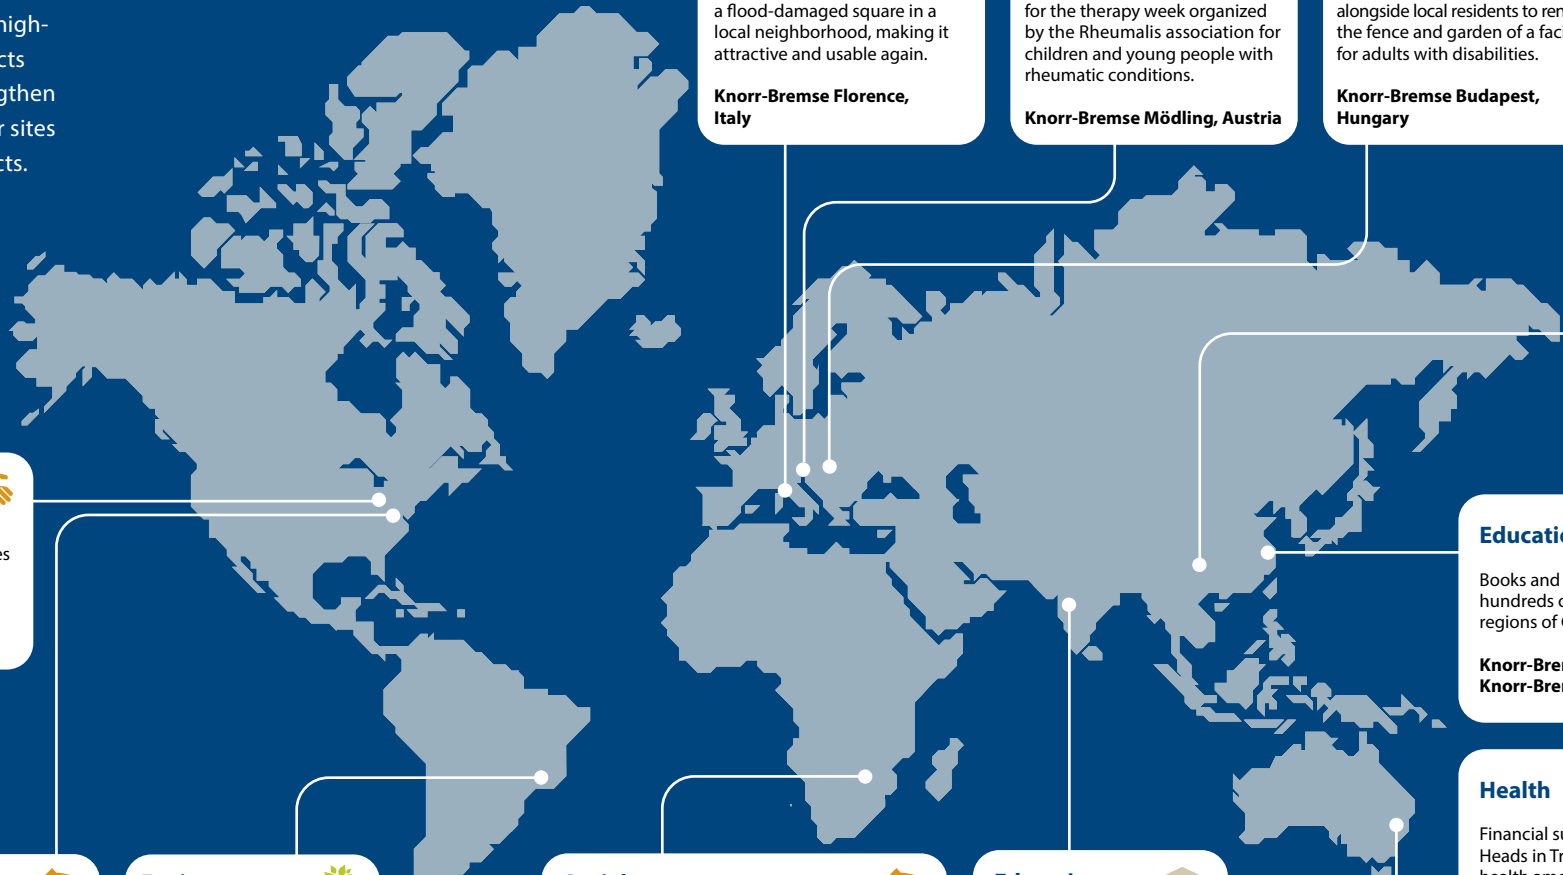 high-
cts
gthen
r sites
cts.
a flood-damaged square in a
local neighborhood, making it
attractive and usable again.
Knorr-Bremse Florence,
Italy
for the therapy week organized
by the Rheumalis association for
children and young people with
rheumatic conditions.
Knorr-Bremse Mödling, Austria
alongside local residents to ren
the fence and garden of a faci
for adults with disabilities.
Knorr-Bremse Budapest,
Hungary
es
Educatio
Books and
hundreds o
regions of C
Knorr-Brem
Knorr-Brem
Health
Financial su
Heads in Tr